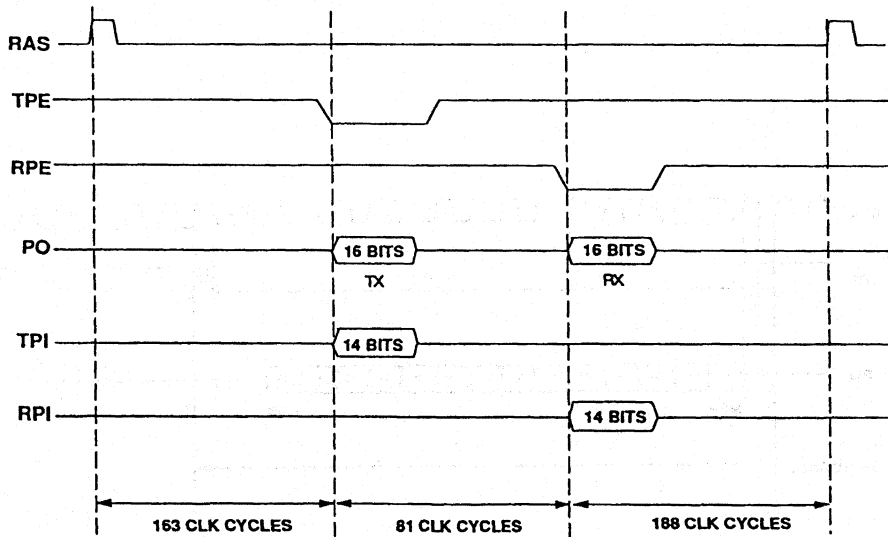 RAS
TPE
RPE
PO
16 BITS
16 BITS
TX
RX
TPI
14 BITS
RPI
14 BITS
163 CLK CYCLES
81 CLK CYCLES
188 CLK CYCLES